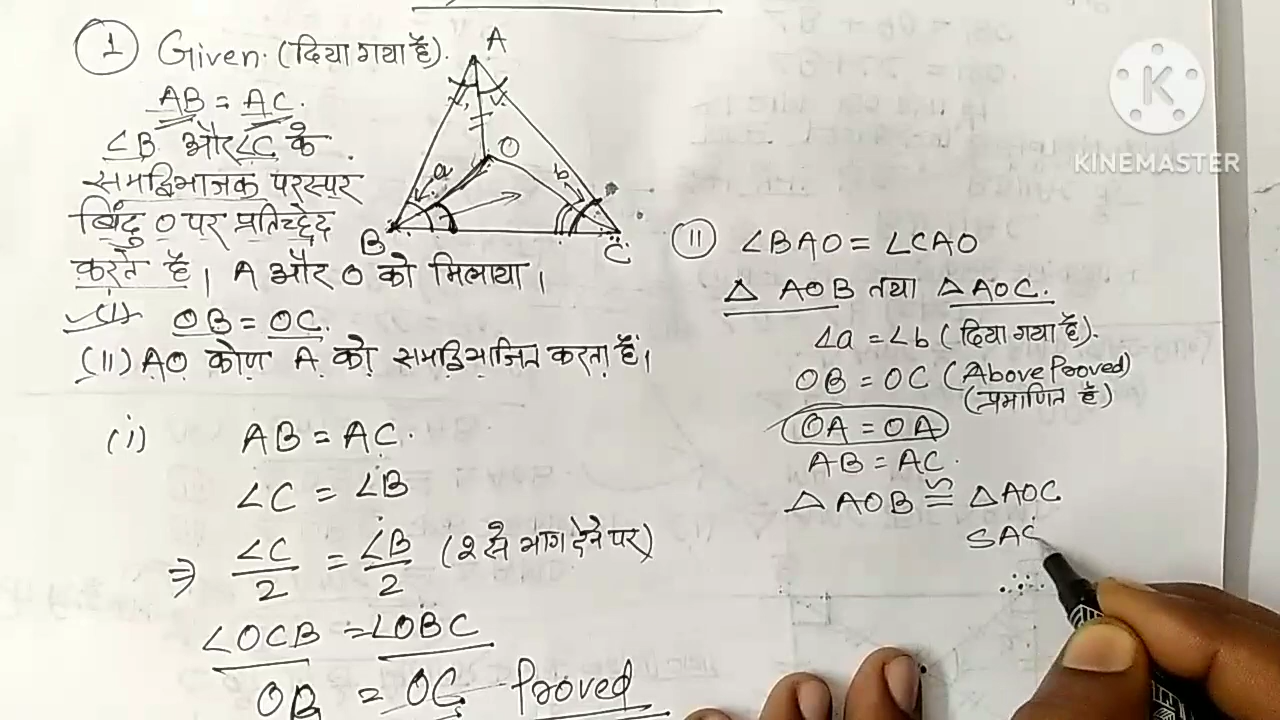 1 Given. (दिया गया है).
AB = AC.
∠B और ∠C के
समद्विभाजक परस्पर
बिंदु O पर प्रतिच्छेद
करते है। A और O को मिलाया।
(i) OB = OC.
(ii) AO कोण A को समद्विभाजित करता है।
A
O
a
b
B
C
(i) AB = AC.
∠C = ∠B
⇒ ∠C/2 = ∠B/2 (2 से भाग देने पर)
∠OCB = ∠OBC
OB = OC Proved
II ∠BAO = ∠CAO
△ AOB तथा △AOC.
∠a = ∠b (दिया गया है).
OB = OC (Above Proved)
(प्रमाणित है)
OA = OA
AB = AC.
△AOB ≅ △AOC
SAC
KINEMASTER